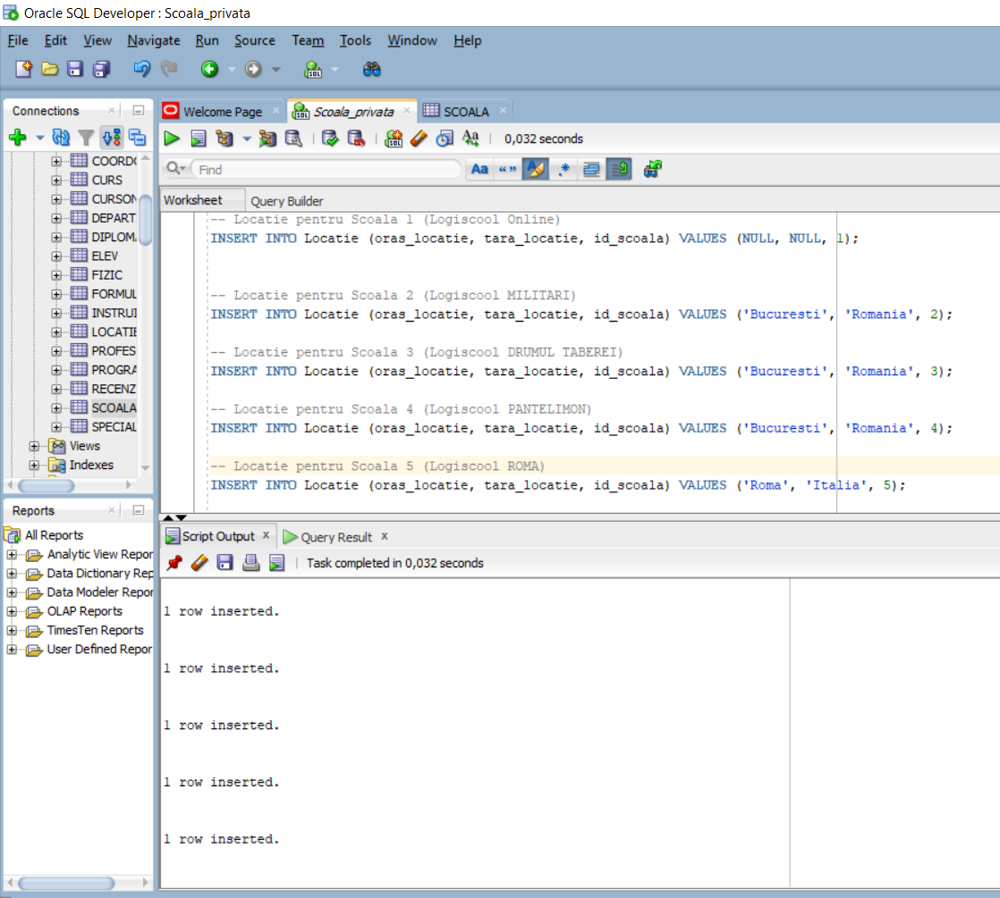 Oracle SQL Developer : Scoala_privata
File Edit View Navigate Run Source Team Tools Window Help
Connections
Welcome Page
Scoala_privata
SCOALA
0,032 seconds
Find
Aa
Worksheet
Query Builder
COORDO
CURS
CURSON
DEPART
DIPLOM
ELEV
FIZIC
FORMUL
INSTRUI
LOCATIE
PROFES
PROGRA
RECENZ
SCOALA
SPECIAL
Views
Indexes
-- Locatie pentru Scoala 1 (Logiscool Online)
INSERT INTO Locatie (oras_locatie, tara_locatie, id_scoala) VALUES (NULL, NULL, 1);
-- Locatie pentru Scoala 2 (Logiscool MILITARI)
INSERT INTO Locatie (oras_locatie, tara_locatie, id_scoala) VALUES ('Bucuresti', 'Romania', 2);
-- Locatie pentru Scoala 3 (Logiscool DRUMUL TABEREI)
INSERT INTO Locatie (oras_locatie, tara_locatie, id_scoala) VALUES ('Bucuresti', 'Romania', 3);
-- Locatie pentru Scoala 4 (Logiscool PANTELIMON)
INSERT INTO Locatie (oras_locatie, tara_locatie, id_scoala) VALUES ('Bucuresti', 'Romania', 4);
-- Locatie pentru Scoala 5 (Logiscool ROMA)
INSERT INTO Locatie (oras_locatie, tara_locatie, id_scoala) VALUES ('Roma', 'Italia', 5);
Reports
All Reports
Analytic View Repor
Data Dictionary Rep
Data Modeler Repor
OLAP Reports
TimesTen Reports
User Defined Repor
Script Output
Query Result
Task completed in 0,032 seconds
1 row inserted.
1 row inserted.
1 row inserted.
1 row inserted.
1 row inserted.